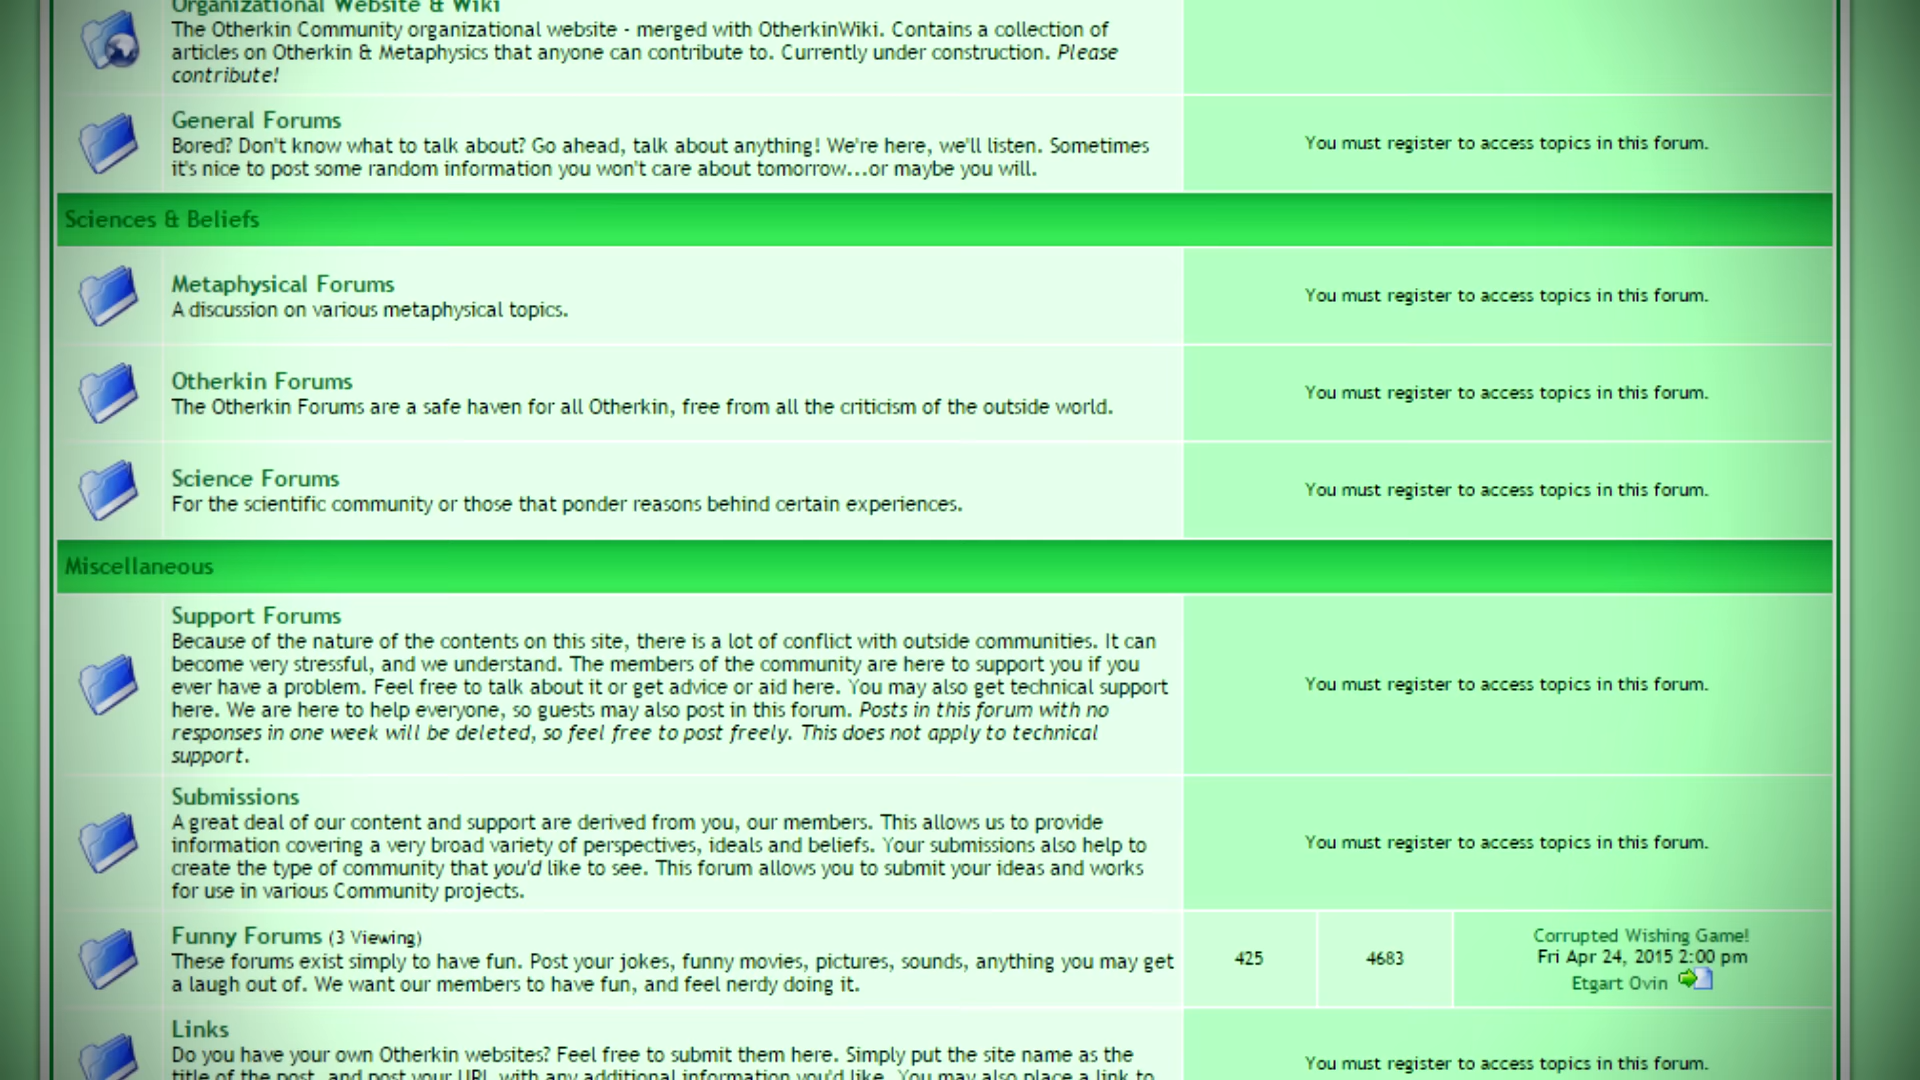 Organizational Website & Wiki
The Otherkin Community organizational website - merged with OtherkinWiki. Contains a collection of
articles on Otherkin & Metaphysics that anyone can contribute to. Currently under construction. Please
contribute!
General Forums
Bored? Don't know what to talk about? Go ahead, talk about anything! We're here, we'll listen. Sometimes
it's nice to post some random information you won't care about tomorrow...or maybe you will.
You must register to access topics in this forum.
Sciences & Beliefs
Metaphysical Forums
A discussion on various metaphysical topics.
You must register to access topics in this forum.
Otherkin Forums
The Otherkin Forums are a safe haven for all Otherkin, free from all the criticism of the outside world.
You must register to access topics in this forum.
Science Forums
For the scientific community or those that ponder reasons behind certain experiences.
You must register to access topics in this forum.
Miscellaneous
Support Forums
Because of the nature of the contents on this site, there is a lot of conflict with outside communities. It can
become very stressful, and we understand. The members of the community are here to support you if you
ever have a problem. Feel free to talk about it or get advice or aid here. You may also get technical support
here. We are here to help everyone, so guests may also post in this forum. Posts in this forum with no
responses in one week will be deleted, so feel free to post freely. This does not apply to technical
support.
You must register to access topics in this forum.
Submissions
A great deal of our content and support are derived from you, our members. This allows us to provide
information covering a very broad variety of perspectives, ideals and beliefs. Your submissions also help to
create the type of community that you'd like to see. This forum allows you to submit your ideas and works
for use in various Community projects.
You must register to access topics in this forum.
Funny Forums (3 Viewing)
These forums exist simply to have fun. Post your jokes, funny movies, pictures, sounds, anything you may get
a laugh out of. We want our members to have fun, and feel nerdy doing it.
425
4683
Corrupted Wishing Game!
Fri Apr 24, 2015 2:00 pm
Etgart Ovin
Links
Do you have your own Otherkin websites? Feel free to submit them here. Simply put the site name as the
title of the post, and post your URL with any additional information you'd like. You may also place a link to
You must register to access topics in this forum.